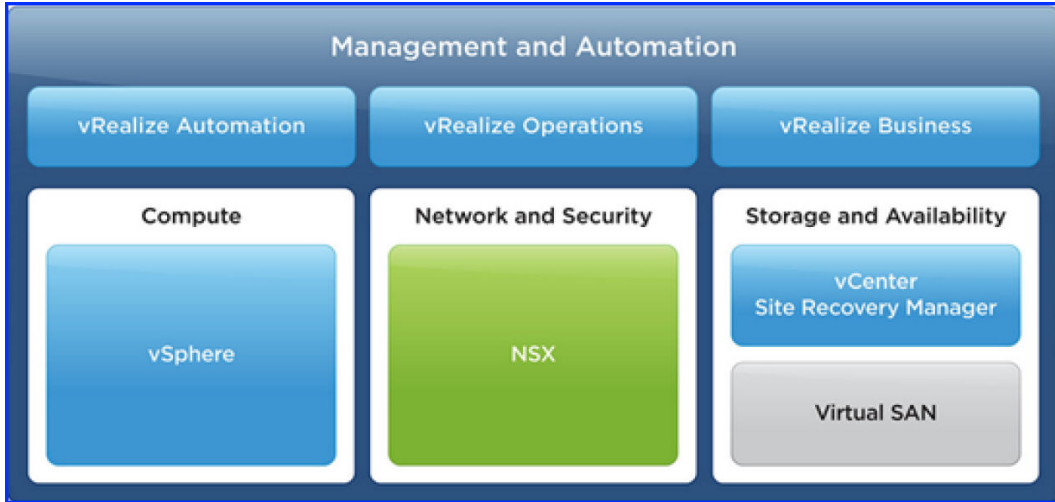 Management and Automation
vRealize Automation
vRealize Operations
vRealize Business
Compute
Network and Security
Storage and Availability
vSphere
NSX
vCenter
Site Recovery Manager
Virtual SAN